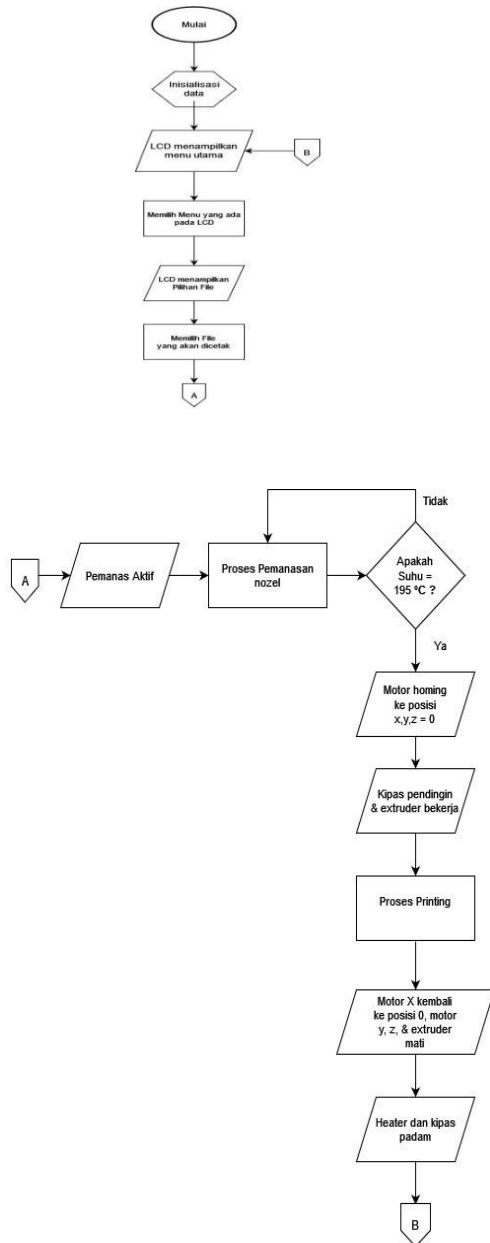 Mulai
Inisialisasi
data
LCD menampilkan
menu utama
B
Memilih Menu yang ada
pada LCD
LCD menampilkan
Pilihan File
Memilih File
yang akan dicetak
A
Tidak
A
Pemanas Aktif
Proses Pemanasan
nozel
Apakah
Suhu =
195 °C ?
Ya
Motor homing
ke posisi
x,y,z = 0
Kipas pendingin
& extruder bekerja
Proses Printing
Motor X kembali
ke posisi 0, motor
y, z, & extruder
mati
Heater dan kipas
padam
B